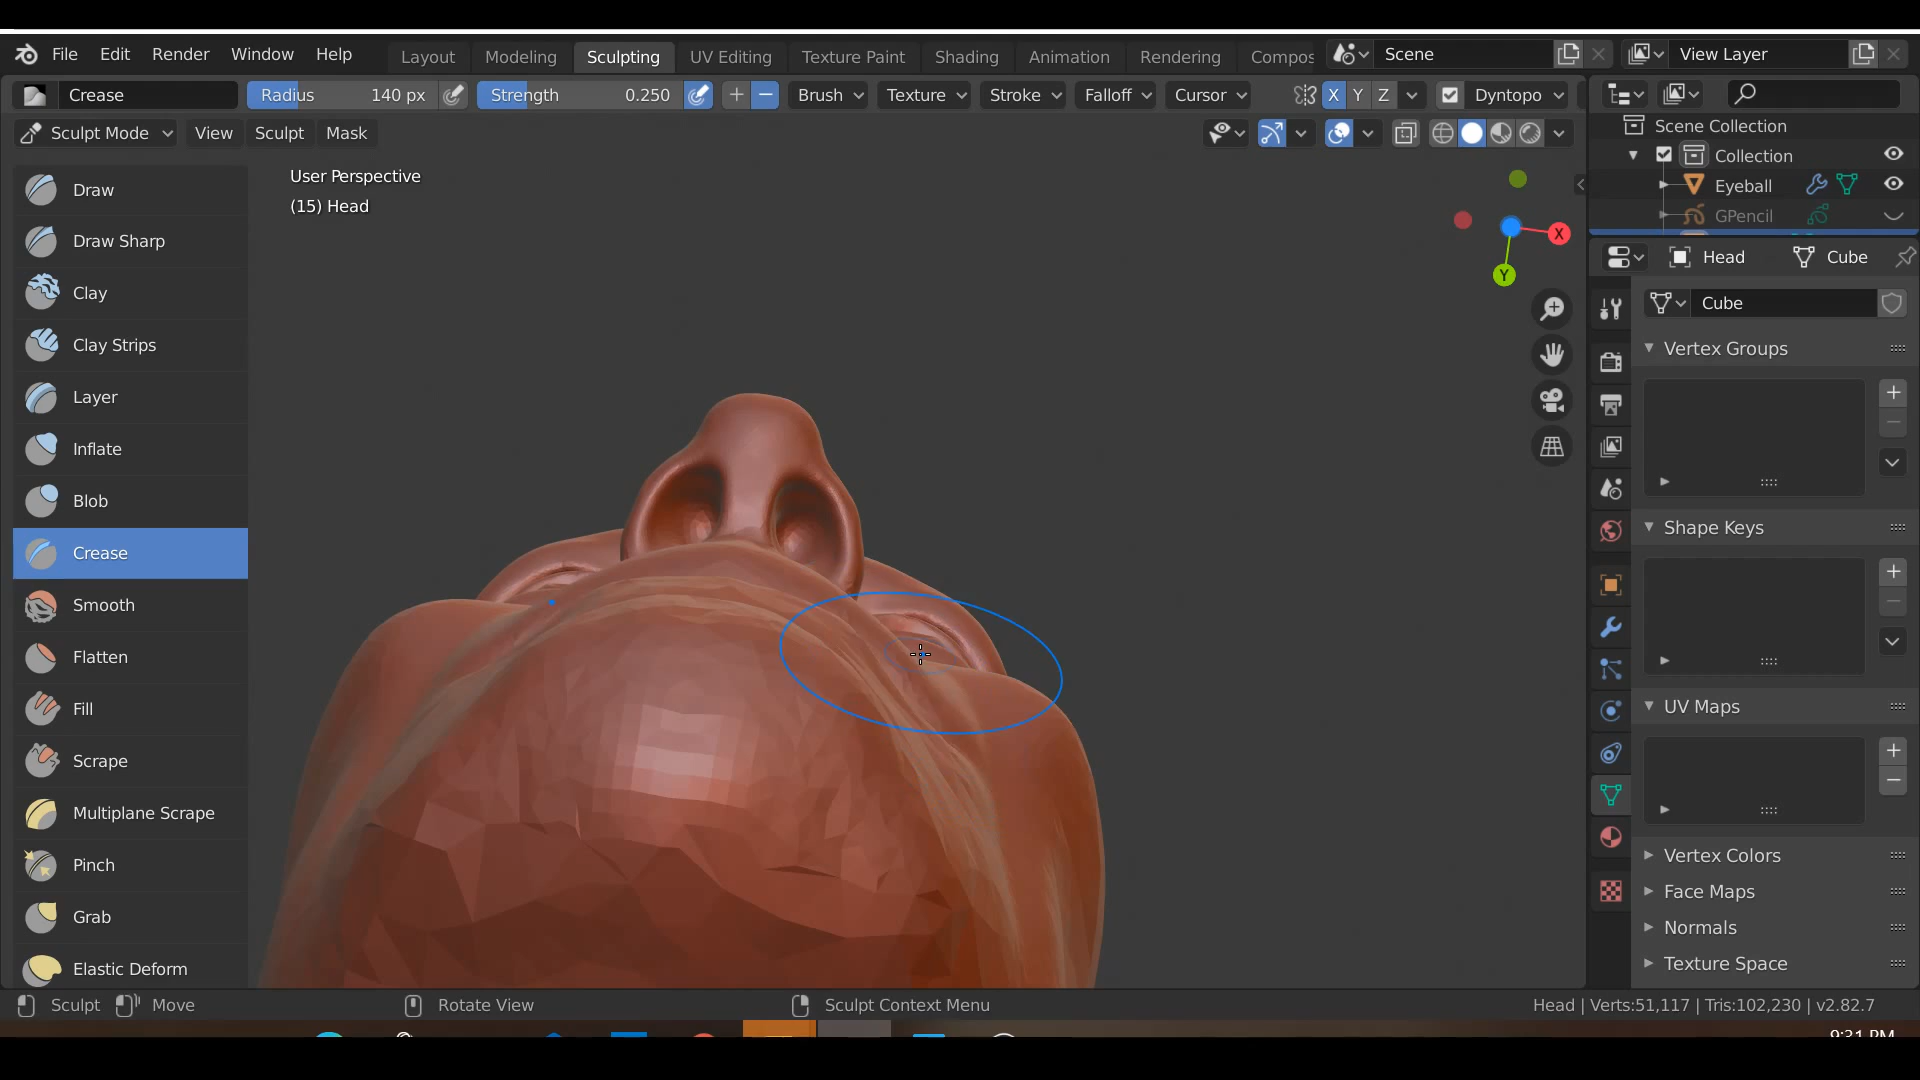 File Edit Render Window Help Layout Modeling Sculpting UV Editing Texture Paint Shading Animation Rendering Compos Scene View Layer
Crease Radius 140 px Strength 0.250 Brush Texture Stroke Falloff Cursor X Y Z Dyntopo
Sculpt Mode View Sculpt Mask
Scene Collection
Collection
Eyeball
GPencil
User Perspective
(15) Head
X
Y
Draw
Draw Sharp
Clay
Clay Strips
Layer
Inflate
Blob
Crease
Smooth
Flatten
Fill
Scrape
Multiplane Scrape
Pinch
Grab
Elastic Deform
Head Cube
Cube
Vertex Groups
Shape Keys
UV Maps
Vertex Colors
Face Maps
Normals
Texture Space
Sculpt Move Rotate View Sculpt Context Menu Head | Verts:51,117 | Tris:102,230 | v2.82.7
9:31 PM